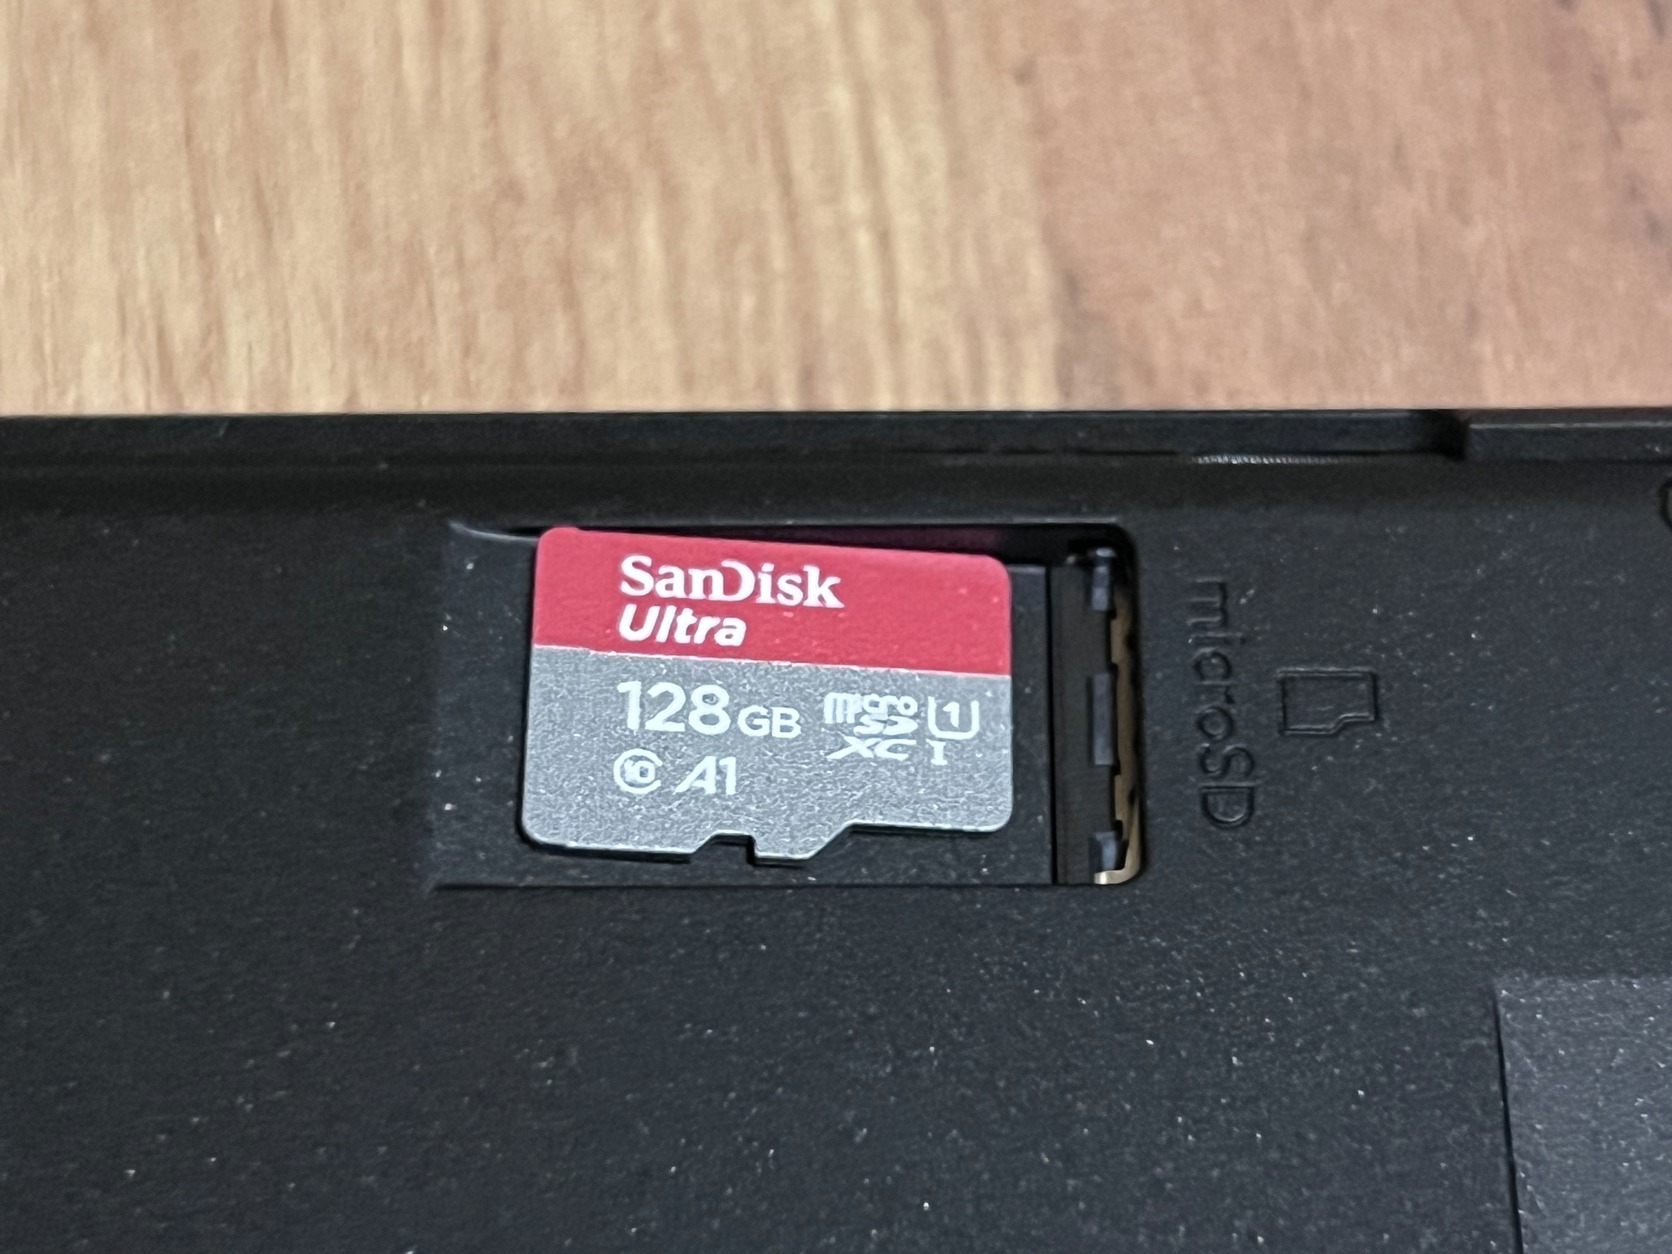 SanDisk
Ultra
128GB
micro SD XC
U1
I
10 A1
microSD